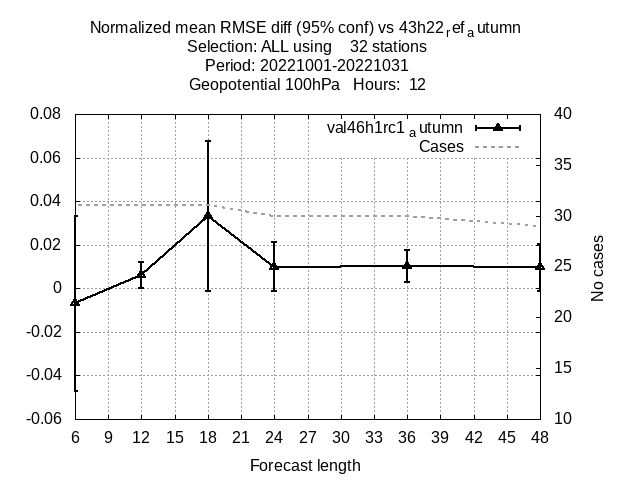 Normalized mean RMSE diff (95% conf) vs 43h22refautumn
Selection: ALL using 32 stations
Period: 20221001-20221031
Geopotential 100hPa Hours: 12
val46h1rc1autumn
Cases
0.08
0.06
0.04
0.02
0
-0.02
-0.04
-0.06
40
35
30
25
20
15
10
No cases
6 9 12 15 18 21 24 27 30 33 36 39 42 45 48
Forecast length